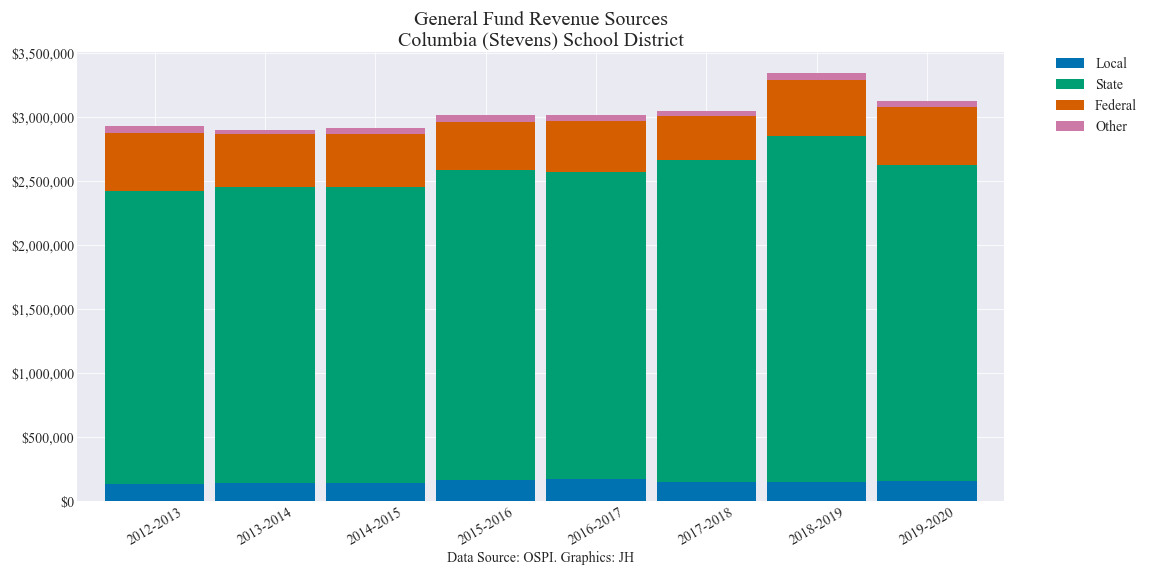 General Fund Revenue Sources
Columbia (Stevens) School District
$3,500,000
$3,000,000
$2,500,000
$2,000,000
$1,500,000
$1,000,000
$500,000
$0
2012-2013
2013-2014
2014-2015
2015-2016
2016-2017
2017-2018
2018-2019
2019-2020
Data Source: OSPI. Graphics: JH
Local
State
Federal
Other